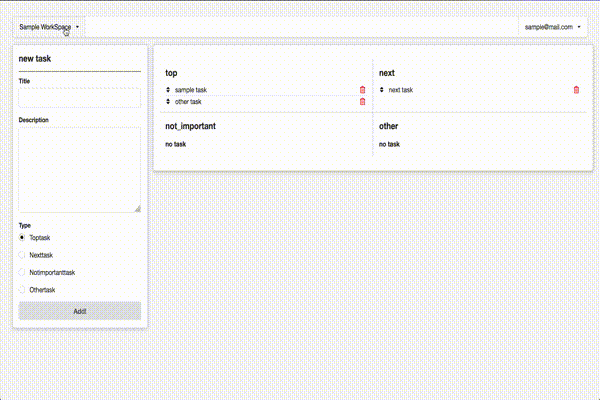 Sample WorkSpace
sample@mail.com
new task
Title
Description
Type
Toptask
Nexttask
Notimportanttask
Othertask
Add!
top
sample task
other task
next
next task
not_important
no task
other
no task